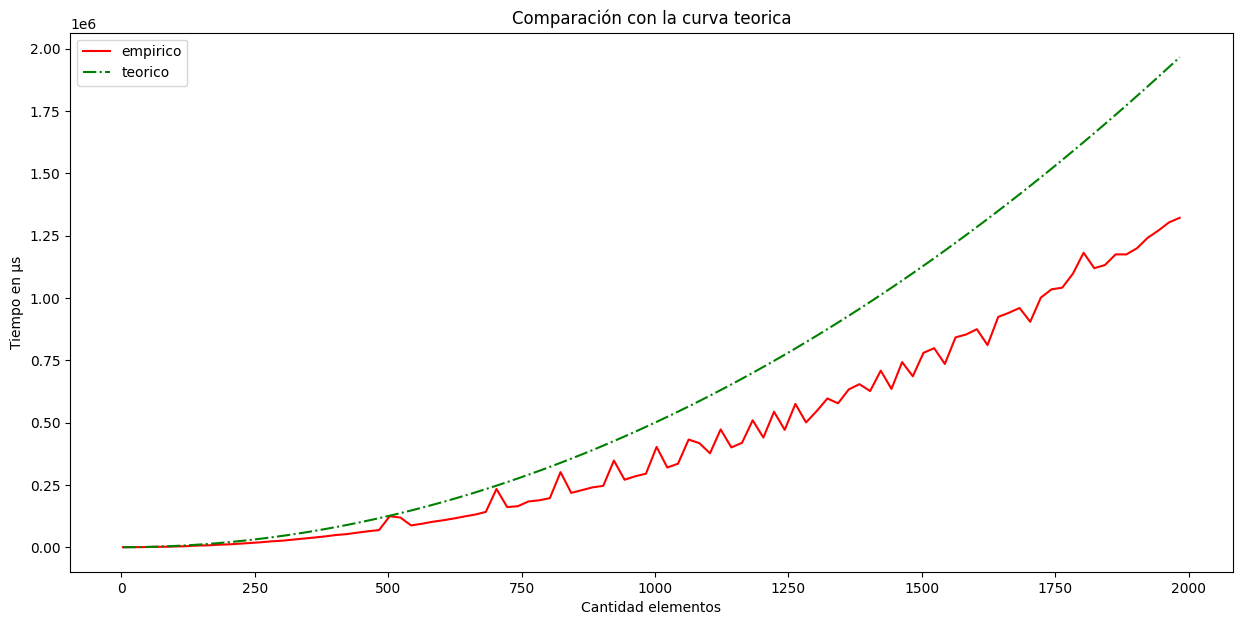 Comparación con la curva teorica
1e6
empirico
teorico
2.00
1.75
1.50
1.25
1.00
0.75
0.50
0.25
0.00
Tiempo en µs
0 250 500 750 1000 1250 1500 1750 2000
Cantidad elementos